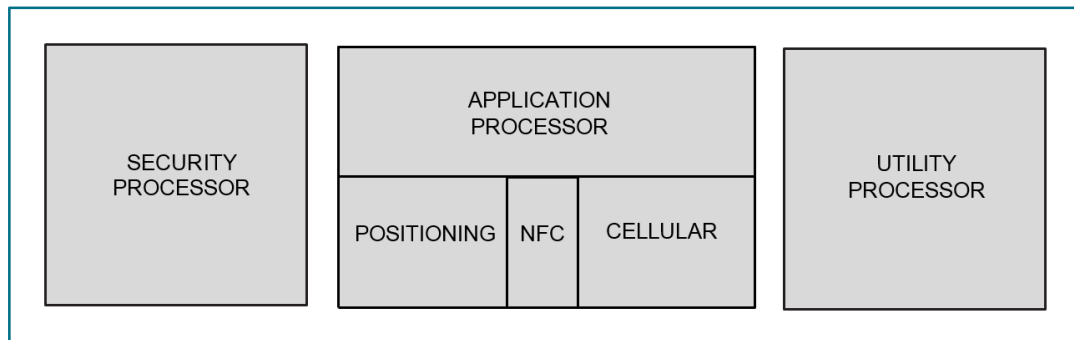 SECURITY
PROCESSOR
APPLICATION
PROCESSOR
POSITIONING
NFC
CELLULAR
UTILITY
PROCESSOR